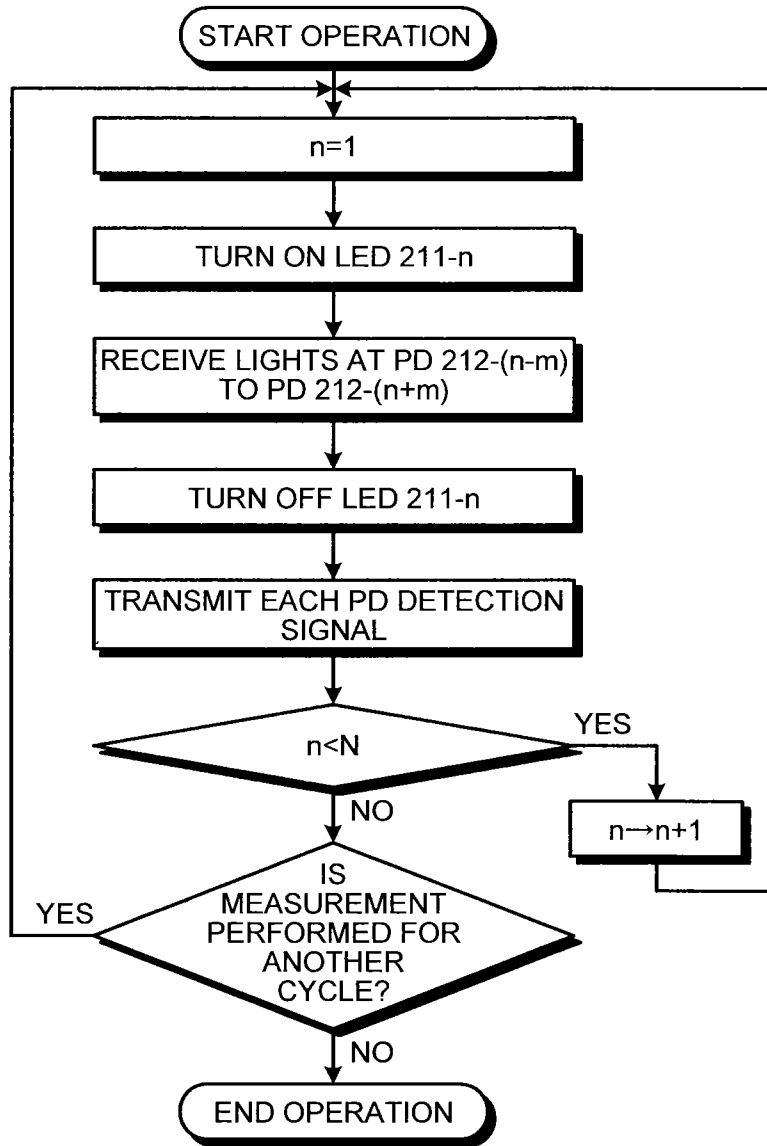 START OPERATION
n=1
TURN ON LED 211-n
RECEIVE LIGHTS AT PD 212-(n-m)
TO PD 212-(n+m)
TURN OFF LED 211-n
TRANSMIT EACH PD DETECTION
SIGNAL
n<N
YES
n→n+1
NO
IS
MEASUREMENT
PERFORMED FOR
ANOTHER
CYCLE?
YES
NO
END OPERATION